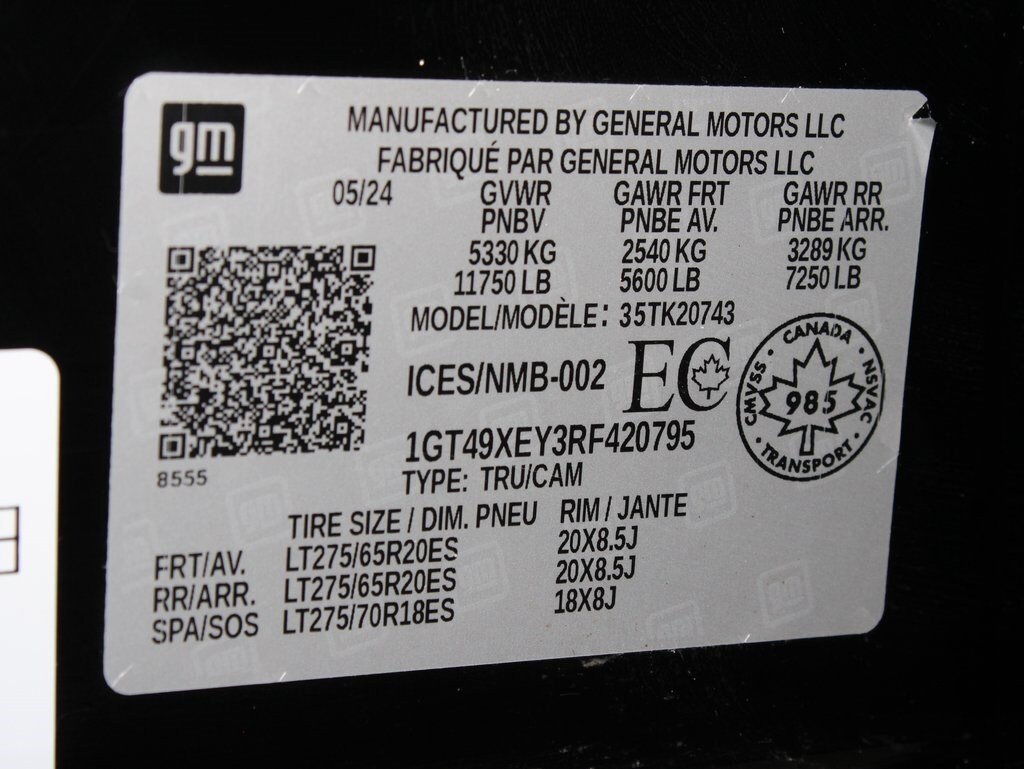 gm
MANUFACTURED BY GENERAL MOTORS LLC
FABRIQUÉ PAR GENERAL MOTORS LLC
05/24 GVWR GAWR FRT GAWR RR
PNBV PNBE AV. PNBE ARR.
5330 KG 2540 KG 3289 KG
11750 LB 5600 LB 7250 LB
MODEL/MODÈLE: 35TK20743
ICES/NMB-002 EC
CANADA
CMVSS 985 NSVAC
TRANSPORT
1GT49XEY3RF420795
8555
TYPE: TRU/CAM
TIRE SIZE / DIM. PNEU RIM / JANTE
FRT/AV. LT275/65R20ES 20X8.5J
RR/ARR. LT275/65R20ES 20X8.5J
SPA/SOS LT275/70R18ES 18X8J